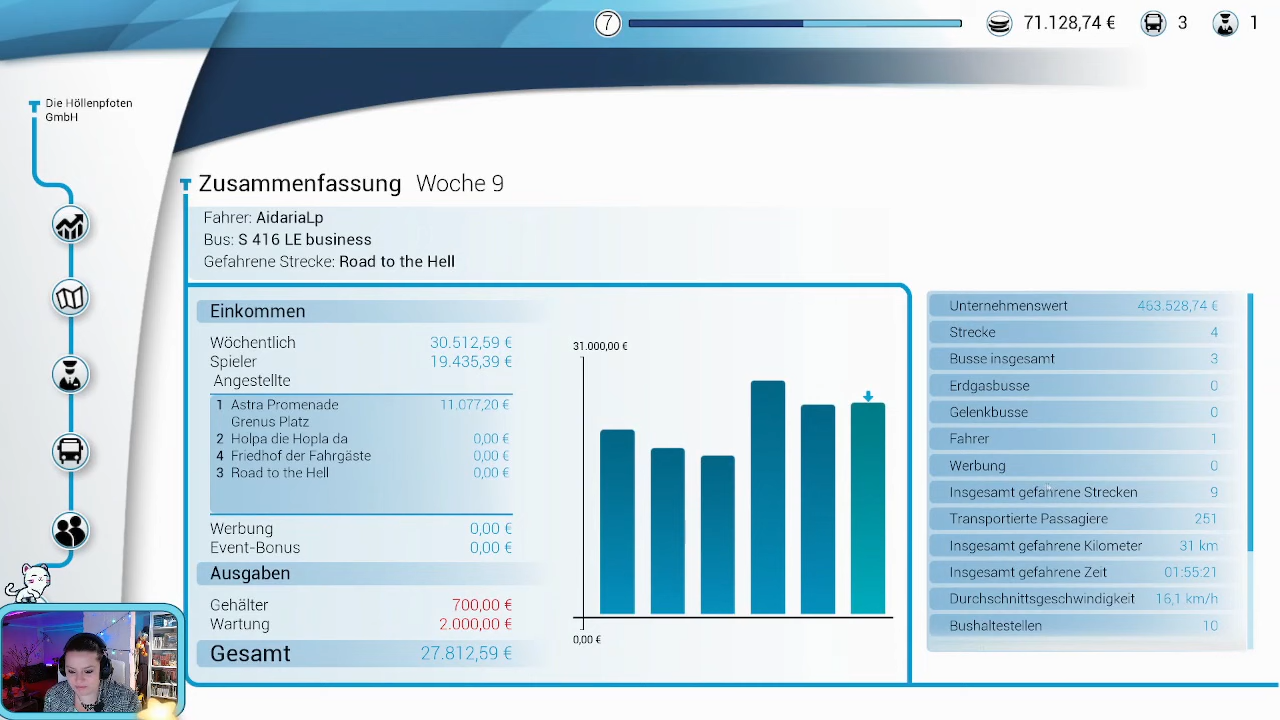 7
71.128,74 €
3
1
Die Höllenpfoten
GmbH
Zusammenfassung Woche 9
Fahrer: AidariaLp
Bus: S 416 LE business
Gefahrene Strecke: Road to the Hell
Einkommen
Wöchentlich 30.512,59 €
Spieler 19.435,39 €
Angestellte
1 Astra Promenade 11.077,20 €
Grenus Platz
2 Holpa die Hopla da 0,00 €
4 Friedhof der Fahrgäste 0,00 €
3 Road to the Hell 0,00 €
Werbung 0,00 €
Event-Bonus 0,00 €
Ausgaben
Gehälter 700,00 €
Wartung 2.000,00 €
Gesamt 27.812,59 €
31.000,00 €
0,00 €
Unternehmenswert 463.528,74 €
Strecke 4
Busse insgesamt 3
Erdgasbusse 0
Gelenkbusse 0
Fahrer 1
Werbung 0
Insgesamt gefahrene Strecken 9
Transportierte Passagiere 251
Insgesamt gefahrene Kilometer 31 km
Insgesamt gefahrene Zeit 01:55:21
Durchschnittsgeschwindigkeit 16,1 km/h
Bushaltestellen 10